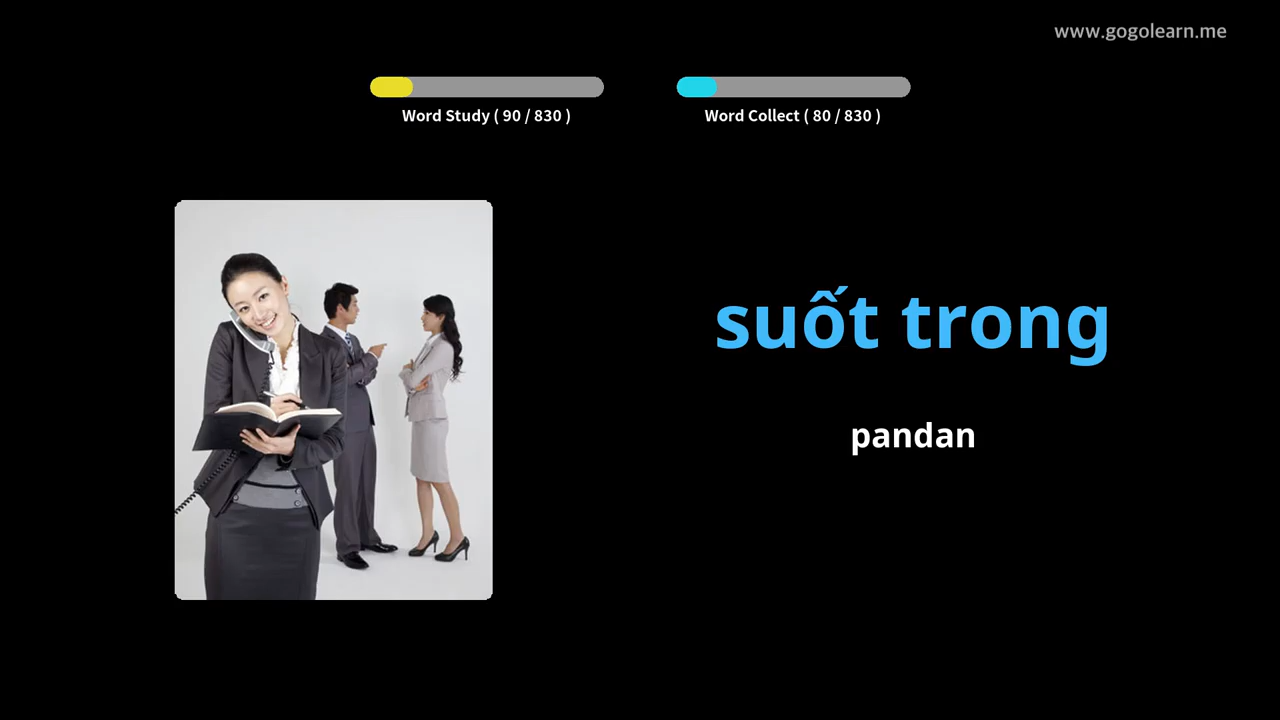 www.gogolearn.me
Word Study ( 90 / 830 )
Word Collect ( 80 / 830 )
suốt trong
pandan